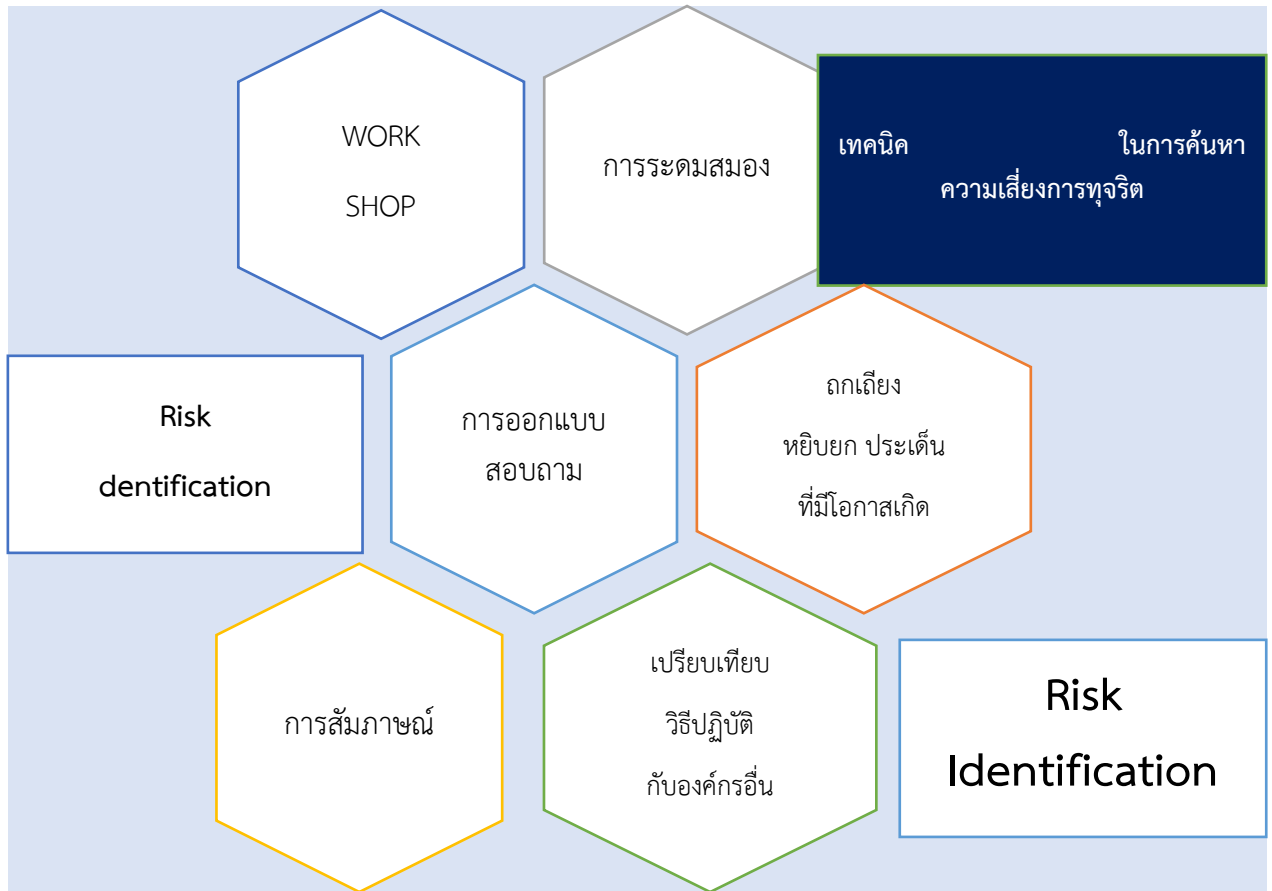 WORK
SHOP
การระดมสมอง
เทคนิค ในการค้นหา
ความเสี่ยงการทุจริต
Risk
dentification
การออกแบบ
สอบถาม
ถกเถียง
หยิบยก ประเด็น
ที่มีโอกาสเกิด
การสัมภาษณ์
เปรียบเทียบ
วิธีปฏิบัติ
กับองค์กรอื่น
Risk
Identification